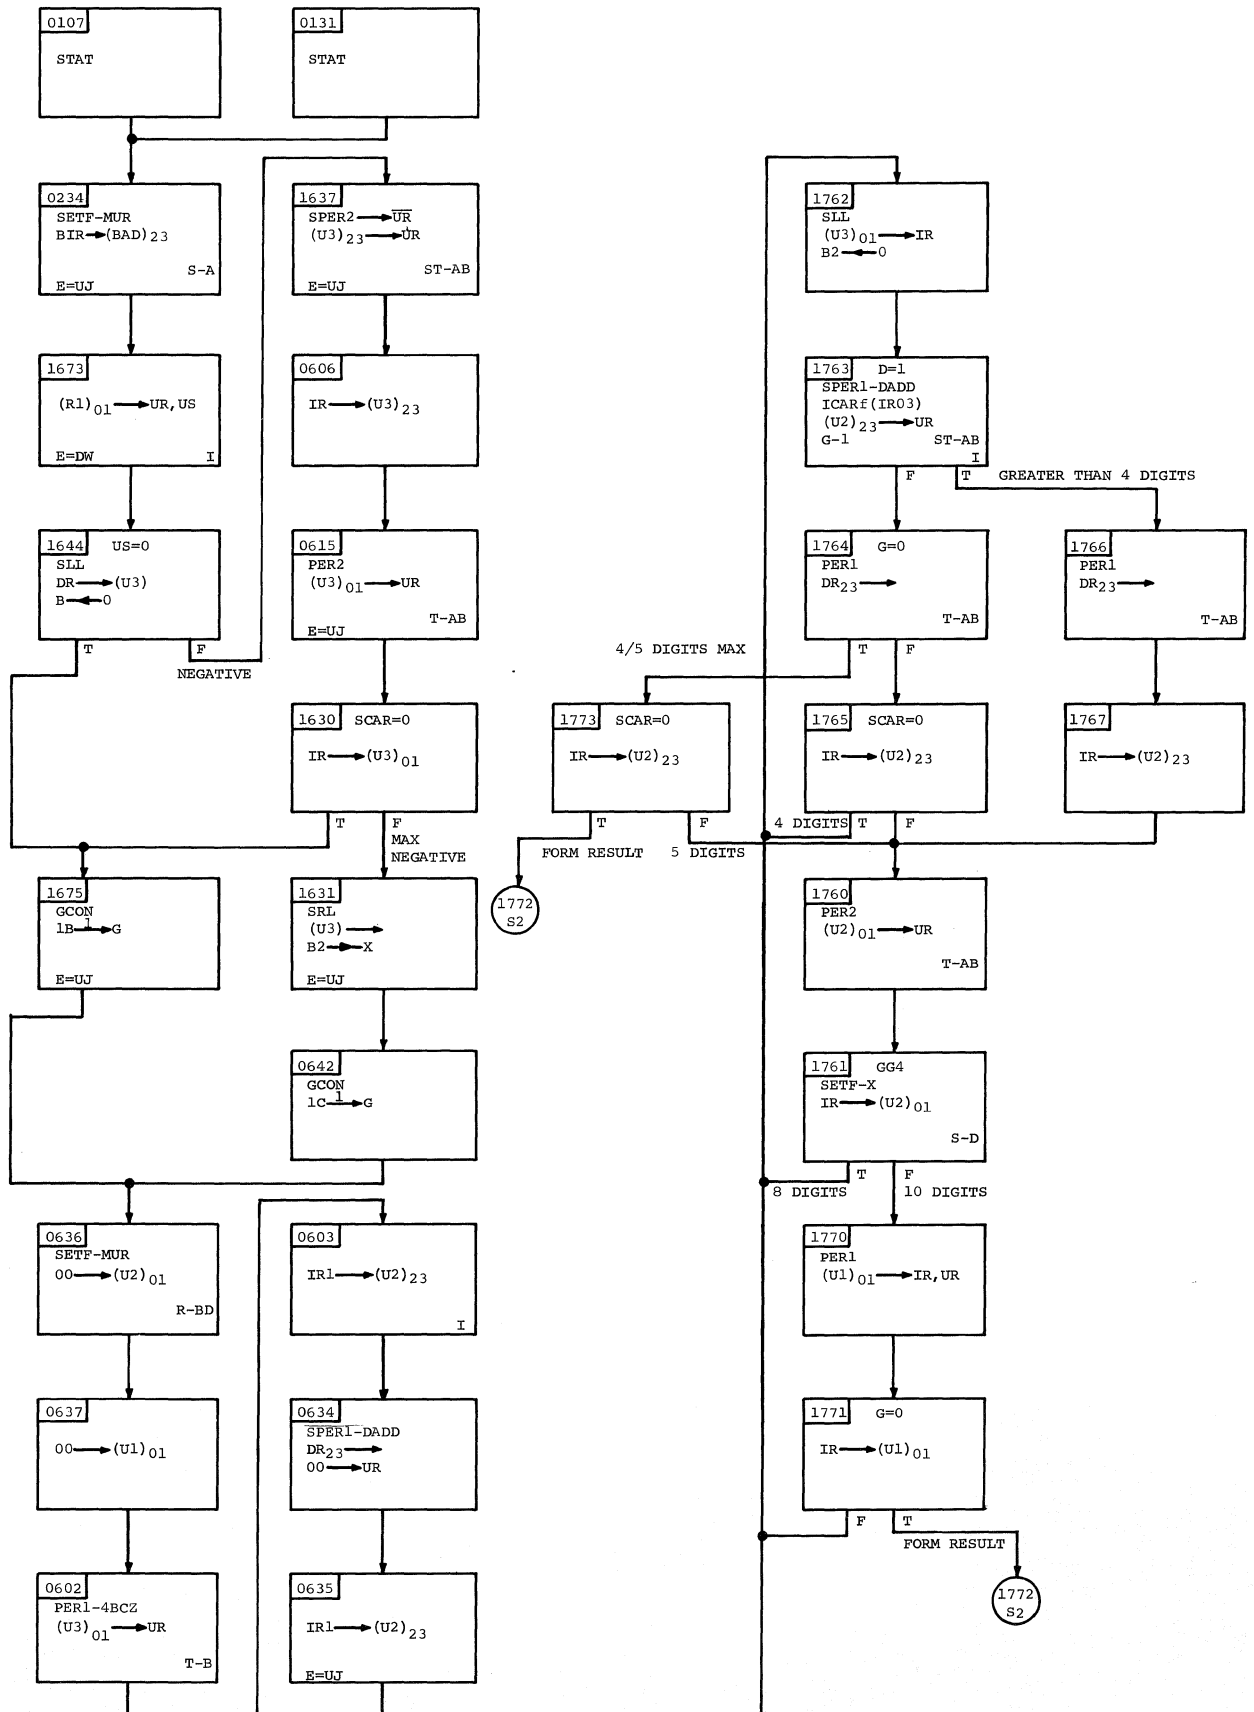 0107
STAT
0131
STAT
0234
SETF-MUR
BIR→(BAD)23
S-A
E=UJ
1637
SPER2→U̅R̅
(U3)23→UR
ST-AB
E=UJ
1762
SLL
(U3)01→IR
B2←0
1673
(R1)01→UR,US
E=DW I
0606
IR→(U3)23
1763 D=1
SPER1-DADD
ICARf(IR03)
(U2)23→UR
G-1 ST-AB
I
F T GREATER THAN 4 DIGITS
1644 US=0
SLL
DR→(U3)
B←0
T F
NEGATIVE
0615
PER2
(U3)01→UR
T-AB
E=UJ
1764 G=0
PER1
DR23→
T-AB
T F
4/5 DIGITS MAX
1766
PER1
DR23→
T-AB
1630 SCAR=0
IR→(U3)01
T F
MAX
NEGATIVE
1773 SCAR=0
IR→(U2)23
T F
FORM RESULT 5 DIGITS
1772
S2
1765 SCAR=0
IR→(U2)23
4 DIGITS T F
1767
IR→(U2)23
1675
GCON
1B 1→G
E=UJ
1631
SRL
(U3)→
B2→X
E=UJ
1760
PER2
(U2)01→UR
T-AB
0642
GCON
1C 1→G
1761 GG4
SETF-X
IR→(U2)01
S-D
T F
8 DIGITS 10 DIGITS
0636
SETF-MUR
00→(U2)01
R-BD
0603
IR1→(U2)23
I
1770
PER1
(U1)01→IR,UR
0637
00→(U1)01
0634
S̅P̅E̅R̅1̅-DADD
DR23→
00→UR
1771 G=0
IR→(U1)01
F T
FORM RESULT
1772
S2
0602
PER1-4BCZ
(U3)01→UR
T-B
0635
IR1→(U2)23
E=UJ